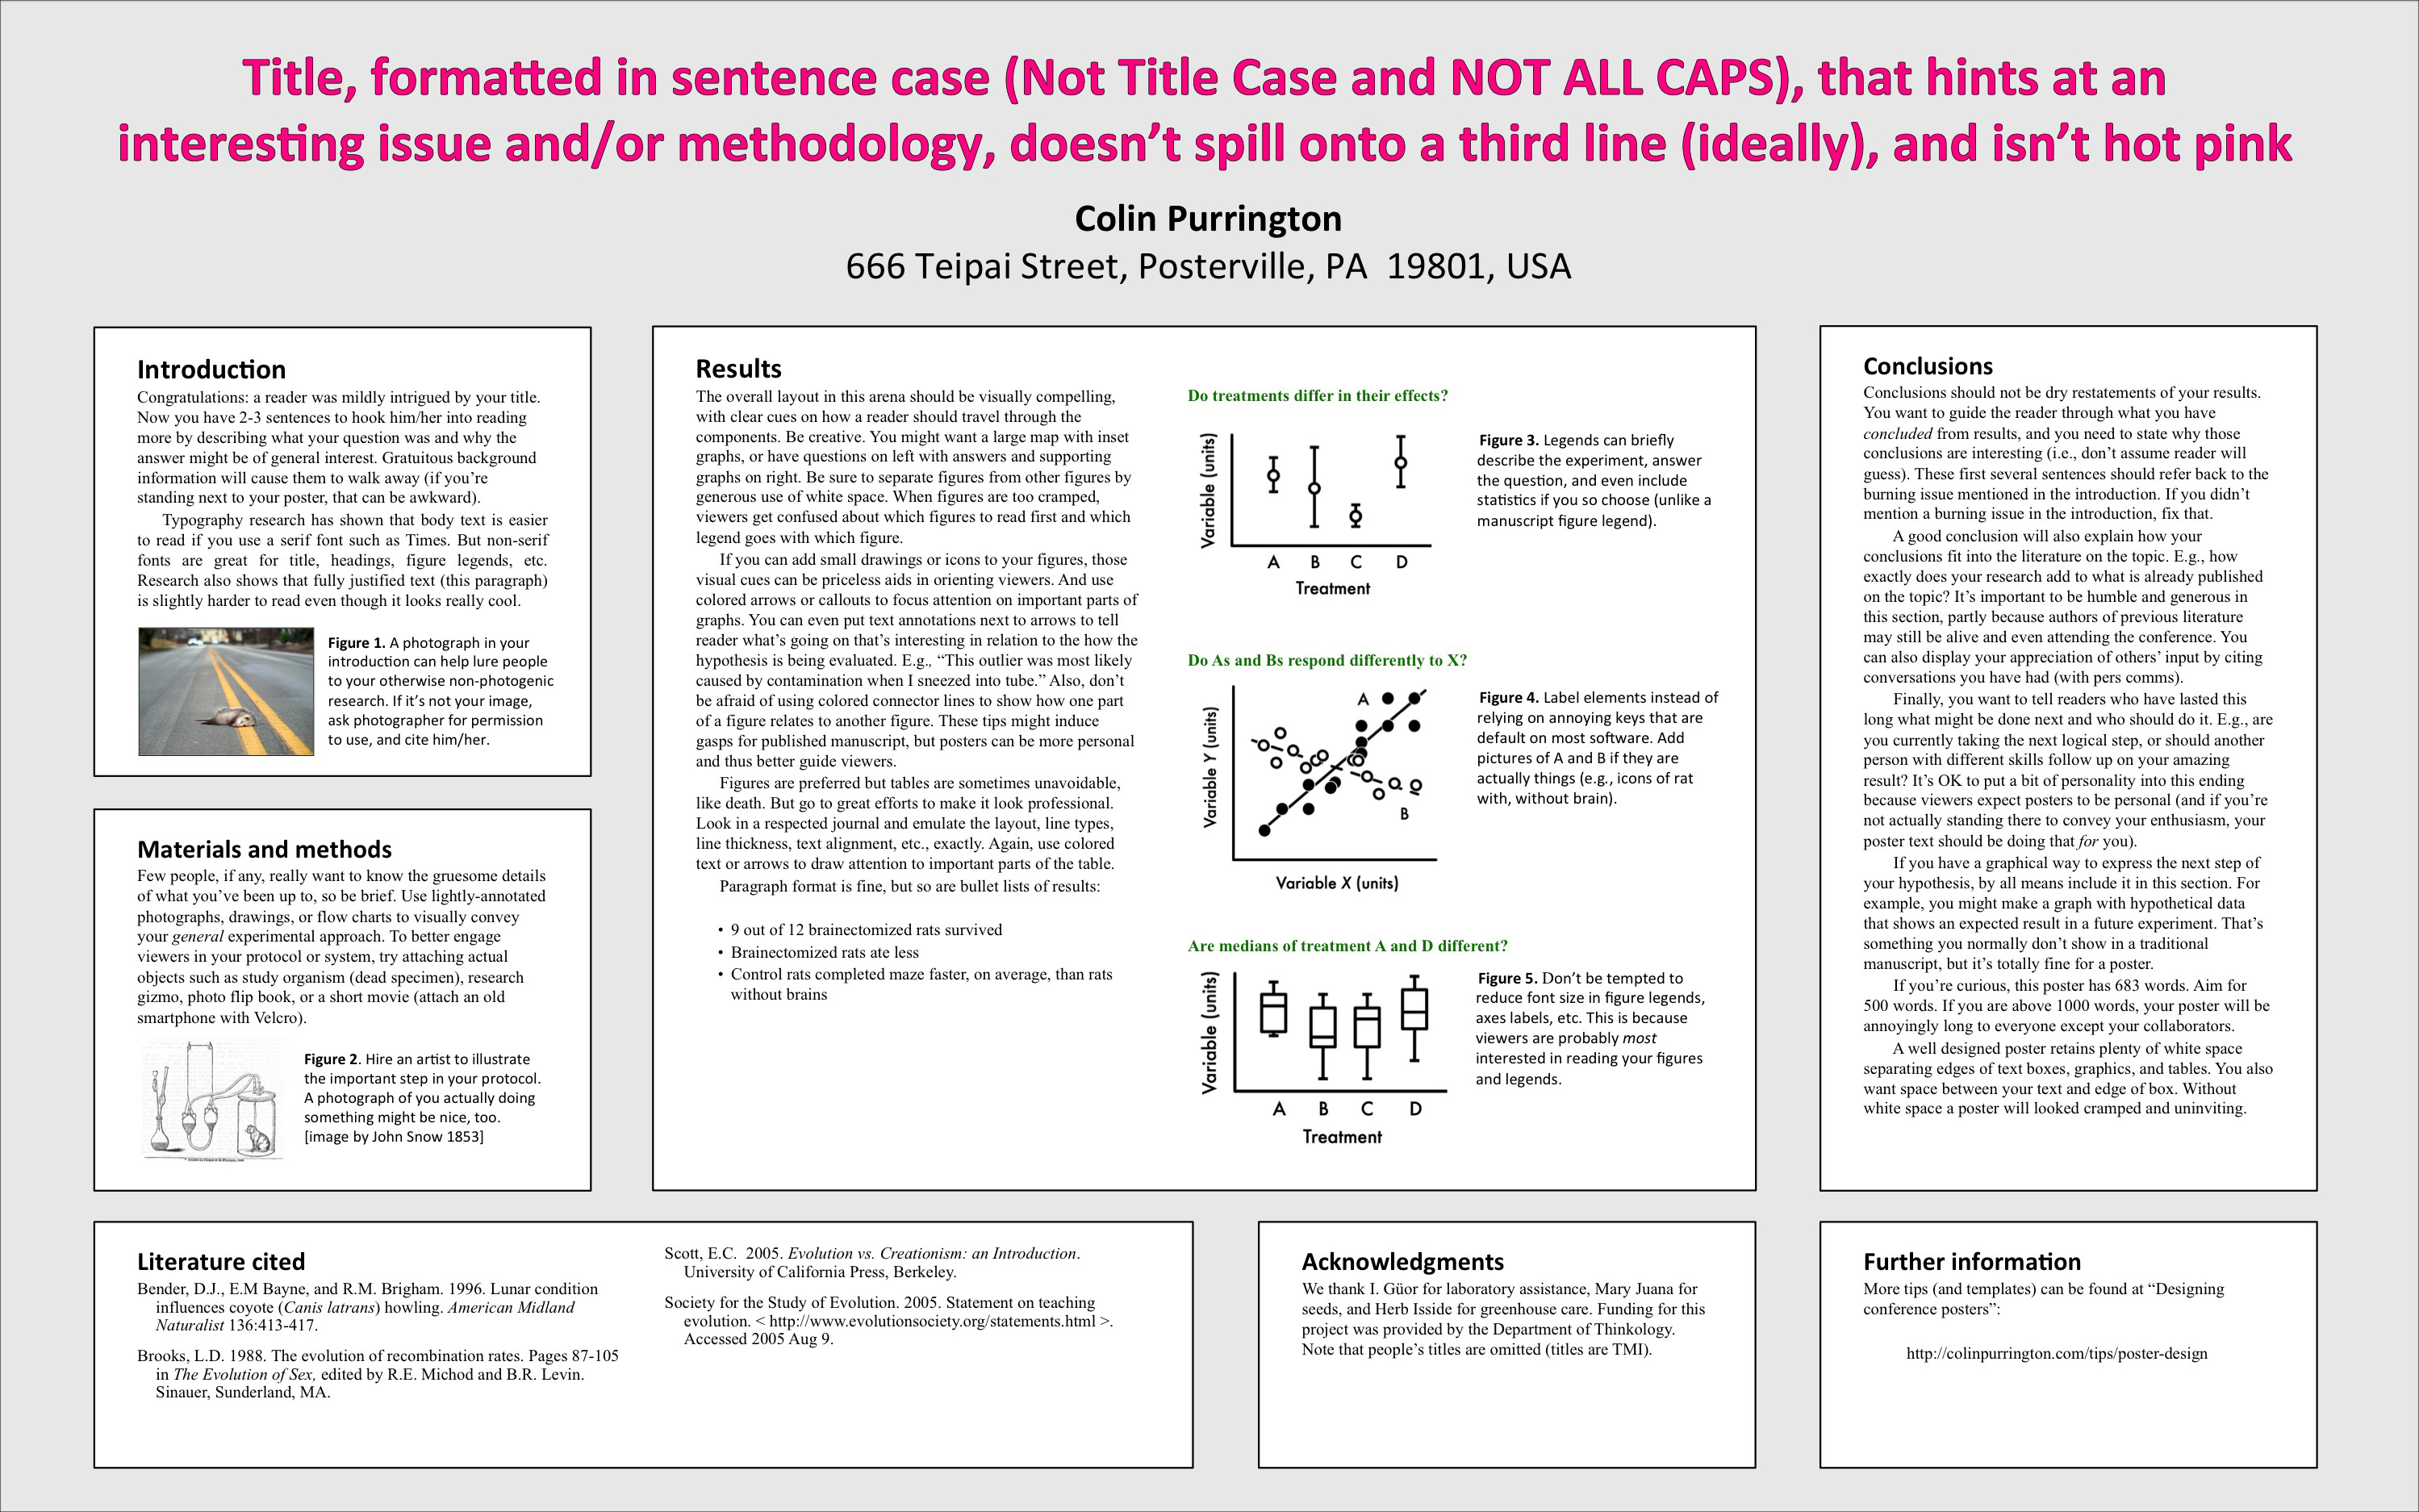 Title, formatted in sentence case (Not Title Case and NOT ALL CAPS), that hints at an
interesting issue and/or methodology, doesn’t spill onto a third line (ideally), and isn’t hot pink
Colin Purrington
666 Teipai Street, Posterville, PA  19801, USA
Introduction
Congratulations: a reader was mildly intrigued by your title.
Now you have 2-3 sentences to hook him/her into reading
more by describing what your question was and why the
answer might be of general interest. Gratuitous background
information will cause them to walk away (if you’re
standing next to your poster, that can be awkward).
Typography research has shown that body text is easier
to read if you use a serif font such as Times. But non-serif
fonts are great for title, headings, figure legends, etc.
Research also shows that fully justified text (this paragraph)
is slightly harder to read even though it looks really cool.
Figure 1. A photograph in your
introduction can help lure people
to your otherwise non-photogenic
research. If it’s not your image,
ask photographer for permission
to use, and cite him/her.
Materials and methods
Few people, if any, really want to know the gruesome details
of what you’ve been up to, so be brief. Use lightly-annotated
photographs, drawings, or flow charts to visually convey
your general experimental approach. To better engage
viewers in your protocol or system, try attaching actual
objects such as study organism (dead specimen), research
gizmo, photo flip book, or a short movie (attach an old
smartphone with Velcro).
Figure 2. Hire an artist to illustrate
the important step in your protocol.
A photograph of you actually doing
something might be nice, too.
[image by John Snow 1853]
Results
The overall layout in this arena should be visually compelling,
with clear cues on how a reader should travel through the
components. Be creative. You might want a large map with inset
graphs, or have questions on left with answers and supporting
graphs on right. Be sure to separate figures from other figures by
generous use of white space. When figures are too cramped,
viewers get confused about which figures to read first and which
legend goes with which figure.
If you can add small drawings or icons to your figures, those
visual cues can be priceless aids in orienting viewers. And use
colored arrows or callouts to focus attention on important parts of
graphs. You can even put text annotations next to arrows to tell
reader what’s going on that’s interesting in relation to the how the
hypothesis is being evaluated. E.g., “This outlier was most likely
caused by contamination when I sneezed into tube.” Also, don’t
be afraid of using colored connector lines to show how one part
of a figure relates to another figure. These tips might induce
gasps for published manuscript, but posters can be more personal
and thus better guide viewers.
Figures are preferred but tables are sometimes unavoidable,
like death. But go to great efforts to make it look professional.
Look in a respected journal and emulate the layout, line types,
line thickness, text alignment, etc., exactly. Again, use colored
text or arrows to draw attention to important parts of the table.
Paragraph format is fine, but so are bullet lists of results:
• 9 out of 12 brainectomized rats survived
• Brainectomized rats ate less
• Control rats completed maze faster, on average, than rats
without brains
Do treatments differ in their effects?
Variable (units)
A B C D
Treatment
Figure 3. Legends can briefly
describe the experiment, answer
the question, and even include
statistics if you so choose (unlike a
manuscript figure legend).
Do As and Bs respond differently to X?
Variable Y (units)
A
B
Variable X (units)
Figure 4. Label elements instead of
relying on annoying keys that are
default on most software. Add
pictures of A and B if they are
actually things (e.g., icons of rat
with, without brain).
Are medians of treatment A and D different?
Variable (units)
A B C D
Treatment
Figure 5. Don’t be tempted to
reduce font size in figure legends,
axes labels, etc. This is because
viewers are probably most
interested in reading your figures
and legends.
Conclusions
Conclusions should not be dry restatements of your results.
You want to guide the reader through what you have
concluded from results, and you need to state why those
conclusions are interesting (i.e., don’t assume reader will
guess). These first several sentences should refer back to the
burning issue mentioned in the introduction. If you didn’t
mention a burning issue in the introduction, fix that.
A good conclusion will also explain how your
conclusions fit into the literature on the topic. E.g., how
exactly does your research add to what is already published
on the topic? It’s important to be humble and generous in
this section, partly because authors of previous literature
may still be alive and even attending the conference. You
can also display your appreciation of others’ input by citing
conversations you have had (with pers comms).
Finally, you want to tell readers who have lasted this
long what might be done next and who should do it. E.g., are
you currently taking the next logical step, or should another
person with different skills follow up on your amazing
result? It’s OK to put a bit of personality into this ending
because viewers expect posters to be personal (and if you’re
not actually standing there to convey your enthusiasm, your
poster text should be doing that for you).
If you have a graphical way to express the next step of
your hypothesis, by all means include it in this section. For
example, you might make a graph with hypothetical data
that shows an expected result in a future experiment. That’s
something you normally don’t show in a traditional
manuscript, but it’s totally fine for a poster.
If you’re curious, this poster has 683 words. Aim for
500 words. If you are above 1000 words, your poster will be
annoyingly long to everyone except your collaborators.
A well designed poster retains plenty of white space
separating edges of text boxes, graphics, and tables. You also
want space between your text and edge of box. Without
white space a poster will looked cramped and uninviting.
Literature cited
Bender, D.J., E.M Bayne, and R.M. Brigham. 1996. Lunar condition
influences coyote (Canis latrans) howling. American Midland
Naturalist 136:413-417.
Brooks, L.D. 1988. The evolution of recombination rates. Pages 87-105
in The Evolution of Sex, edited by R.E. Michod and B.R. Levin.
Sinauer, Sunderland, MA.
Scott, E.C.  2005. Evolution vs. Creationism: an Introduction.
University of California Press, Berkeley.
Society for the Study of Evolution. 2005. Statement on teaching
evolution. < http://www.evolutionsociety.org/statements.html >.
Accessed 2005 Aug 9.
Acknowledgments
We thank I. Güor for laboratory assistance, Mary Juana for
seeds, and Herb Isside for greenhouse care. Funding for this
project was provided by the Department of Thinkology.
Note that people’s titles are omitted (titles are TMI).
Further information
More tips (and templates) can be found at “Designing
conference posters”:
http://colinpurrington.com/tips/poster-design